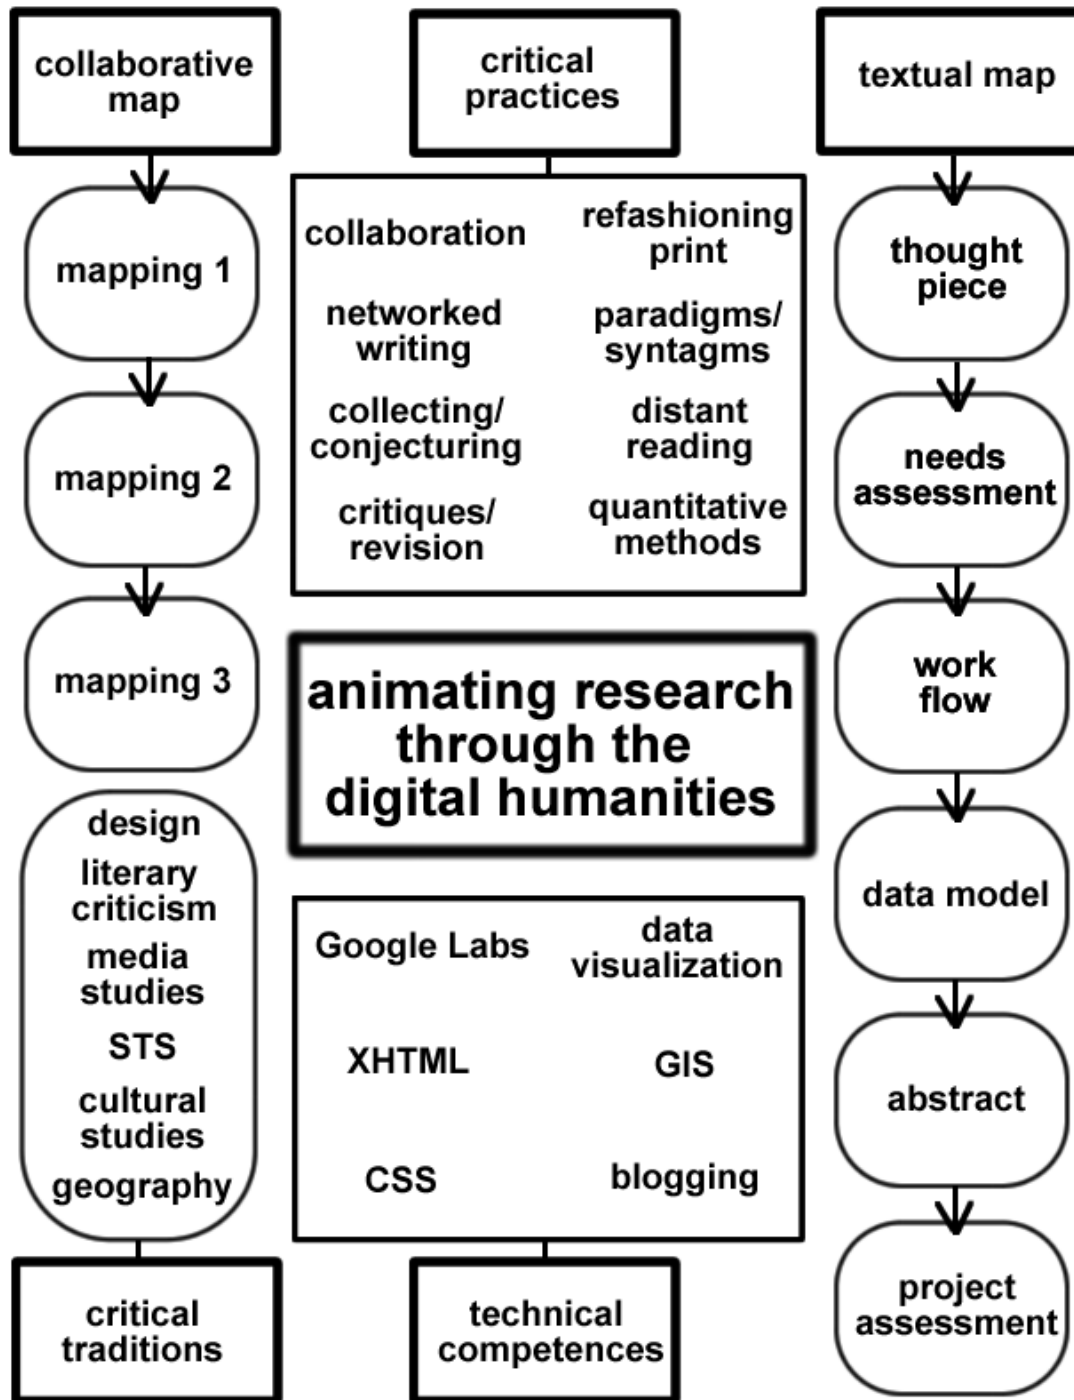 collaborative
map
mapping 1
mapping 2
mapping 3
design
literary
criticism
media
studies
STS
cultural
studies
geography
critical
traditions
critical
practices
collaboration
refashioning
print
networked
writing
paradigms/
syntagms
collecting/
conjecturing
distant
reading
critiques/
revision
quantitative
methods
animating research
through the
digital humanities
Google Labs
data
visualization
XHTML
GIS
CSS
blogging
technical
competences
textual map
thought
piece
needs
assessment
work
flow
data model
abstract
project
assessment